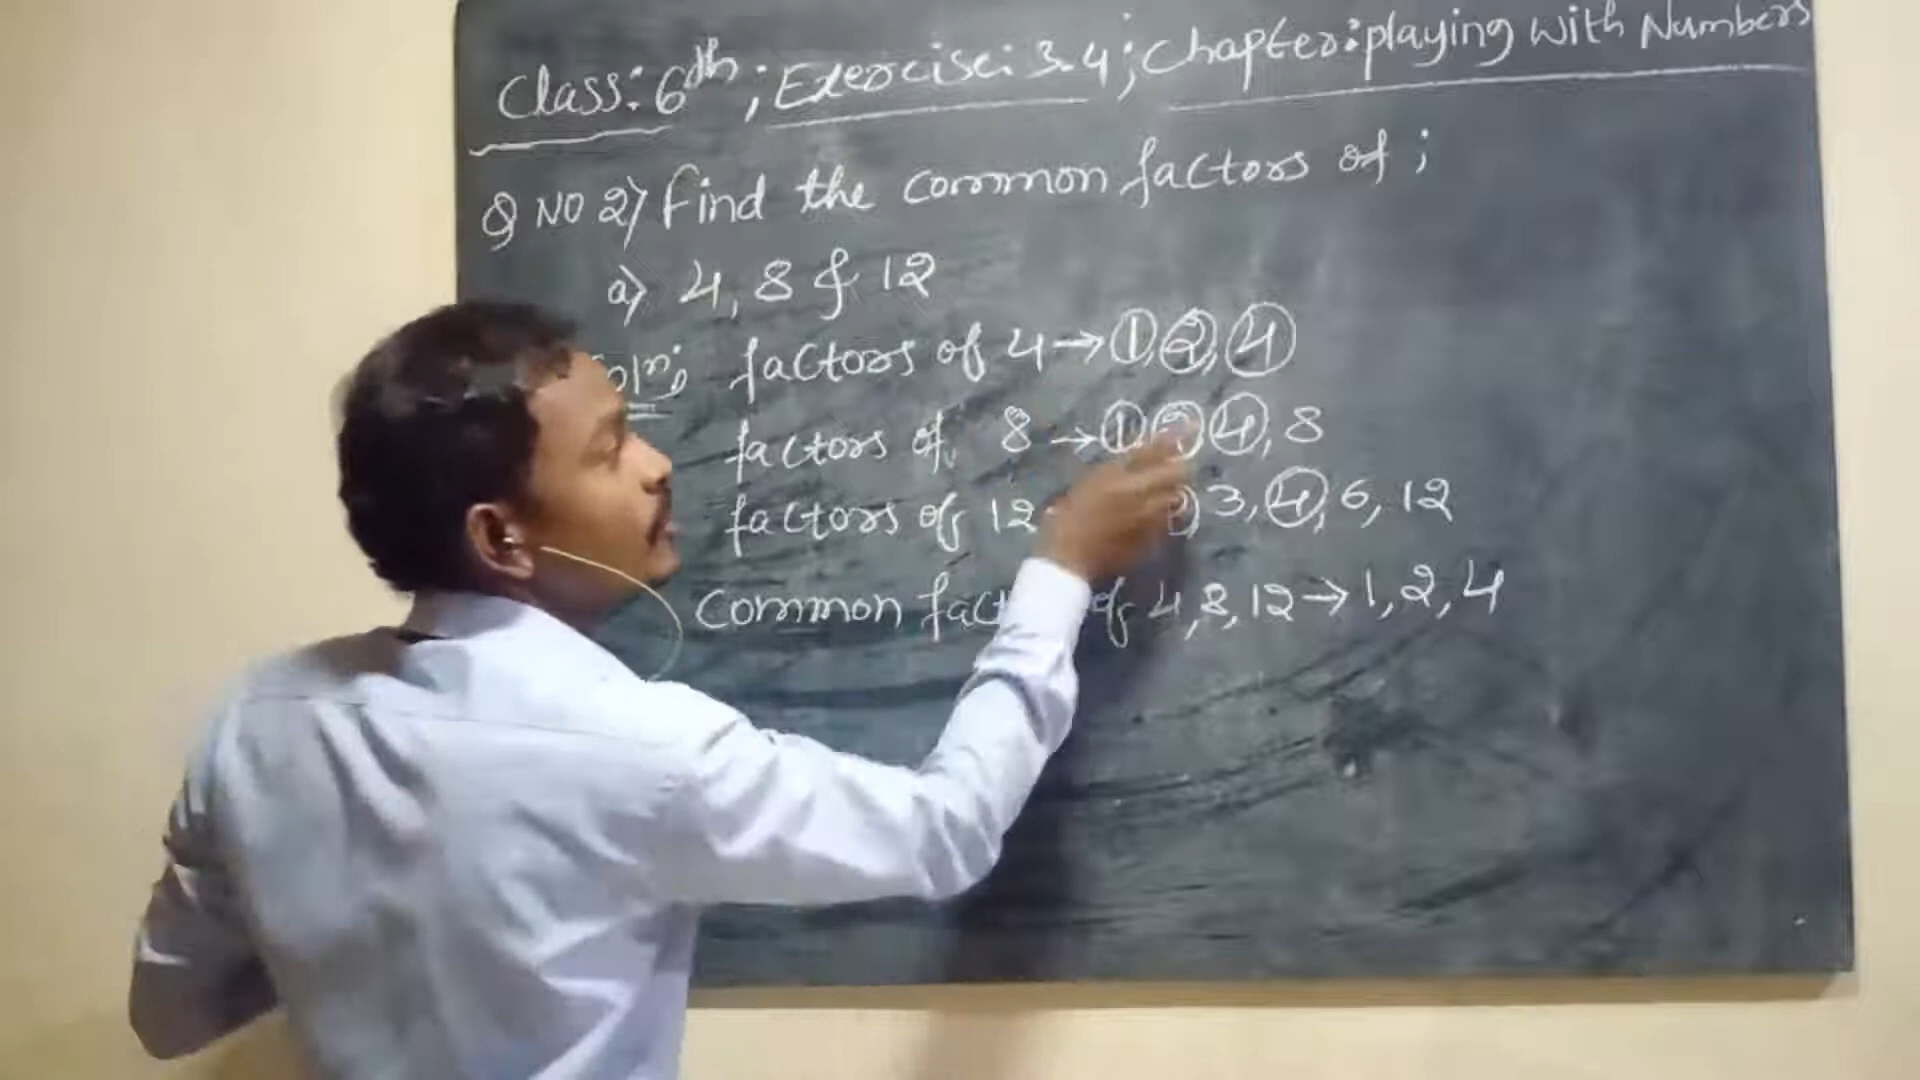 Class: 6th ; Exercise: 3.4 ; Chapter: playing with Numbers
Q NO 2) Find the common factors of ;
a) 4, 8 & 12
factors of 4 → 1, 2, 4
factors of 8 → 1, 2, 4, 8
factors of 12 3, 4, 6, 12
Common of 4, 8, 12 → 1, 2, 4